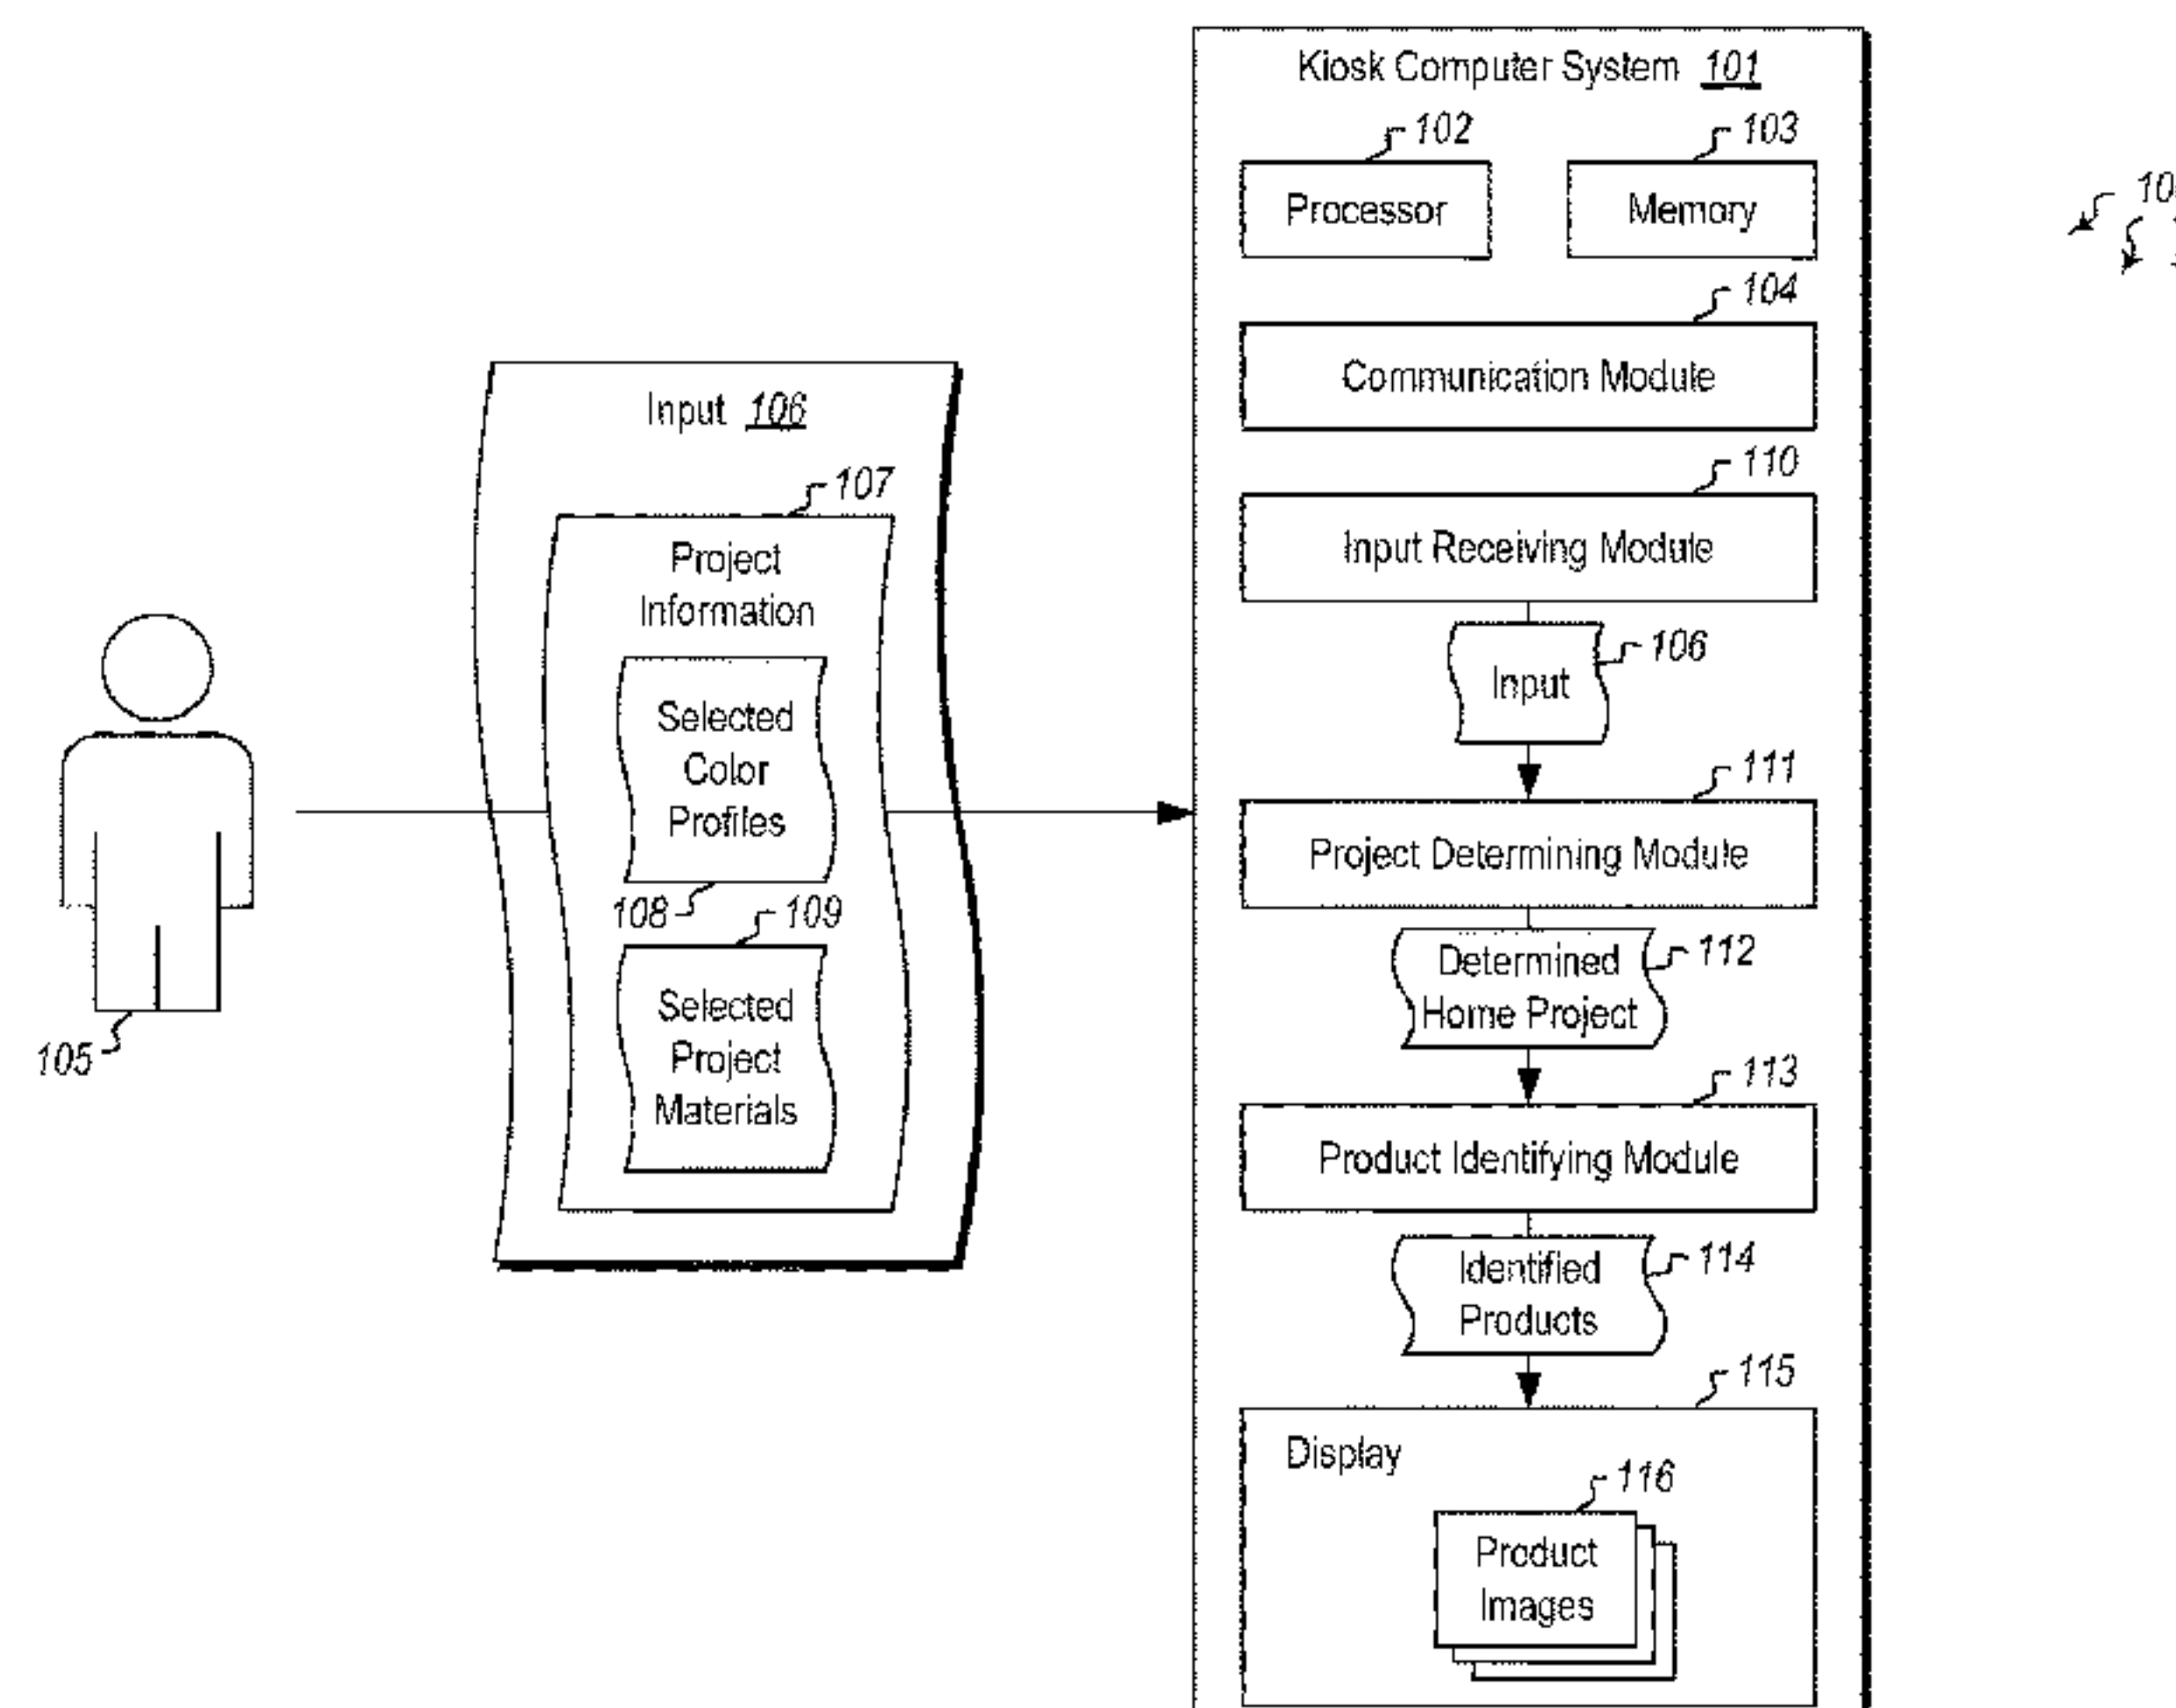 Kiosk Computer System 101
102
103
Processor
Memory
104
Communication Module
110
Input Receiving Module
106
Input
111
Project Determining Module
112
Determined
Home Project
113
Product Identifying Module
114
Identified
Products
115
Display
116
Product
Images
Input 106
107
Project
Information
Selected
Color
Profiles
108
109
Selected
Project
Materials
105